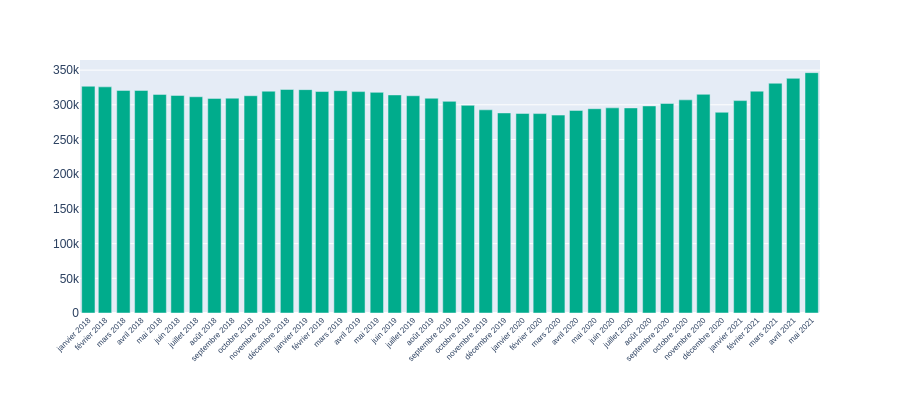 350k
300k
250k
200k
150k
100k
50k
0
janvier 2018
février 2018
mars 2018
avril 2018
mai 2018
juin 2018
juillet 2018
août 2018
septembre 2018
octobre 2018
novembre 2018
décembre 2018
janvier 2019
février 2019
mars 2019
avril 2019
mai 2019
juin 2019
juillet 2019
août 2019
septembre 2019
octobre 2019
novembre 2019
décembre 2019
janvier 2020
février 2020
mars 2020
avril 2020
mai 2020
juin 2020
juillet 2020
août 2020
septembre 2020
octobre 2020
novembre 2020
décembre 2020
janvier 2021
février 2021
mars 2021
avril 2021
mai 2021